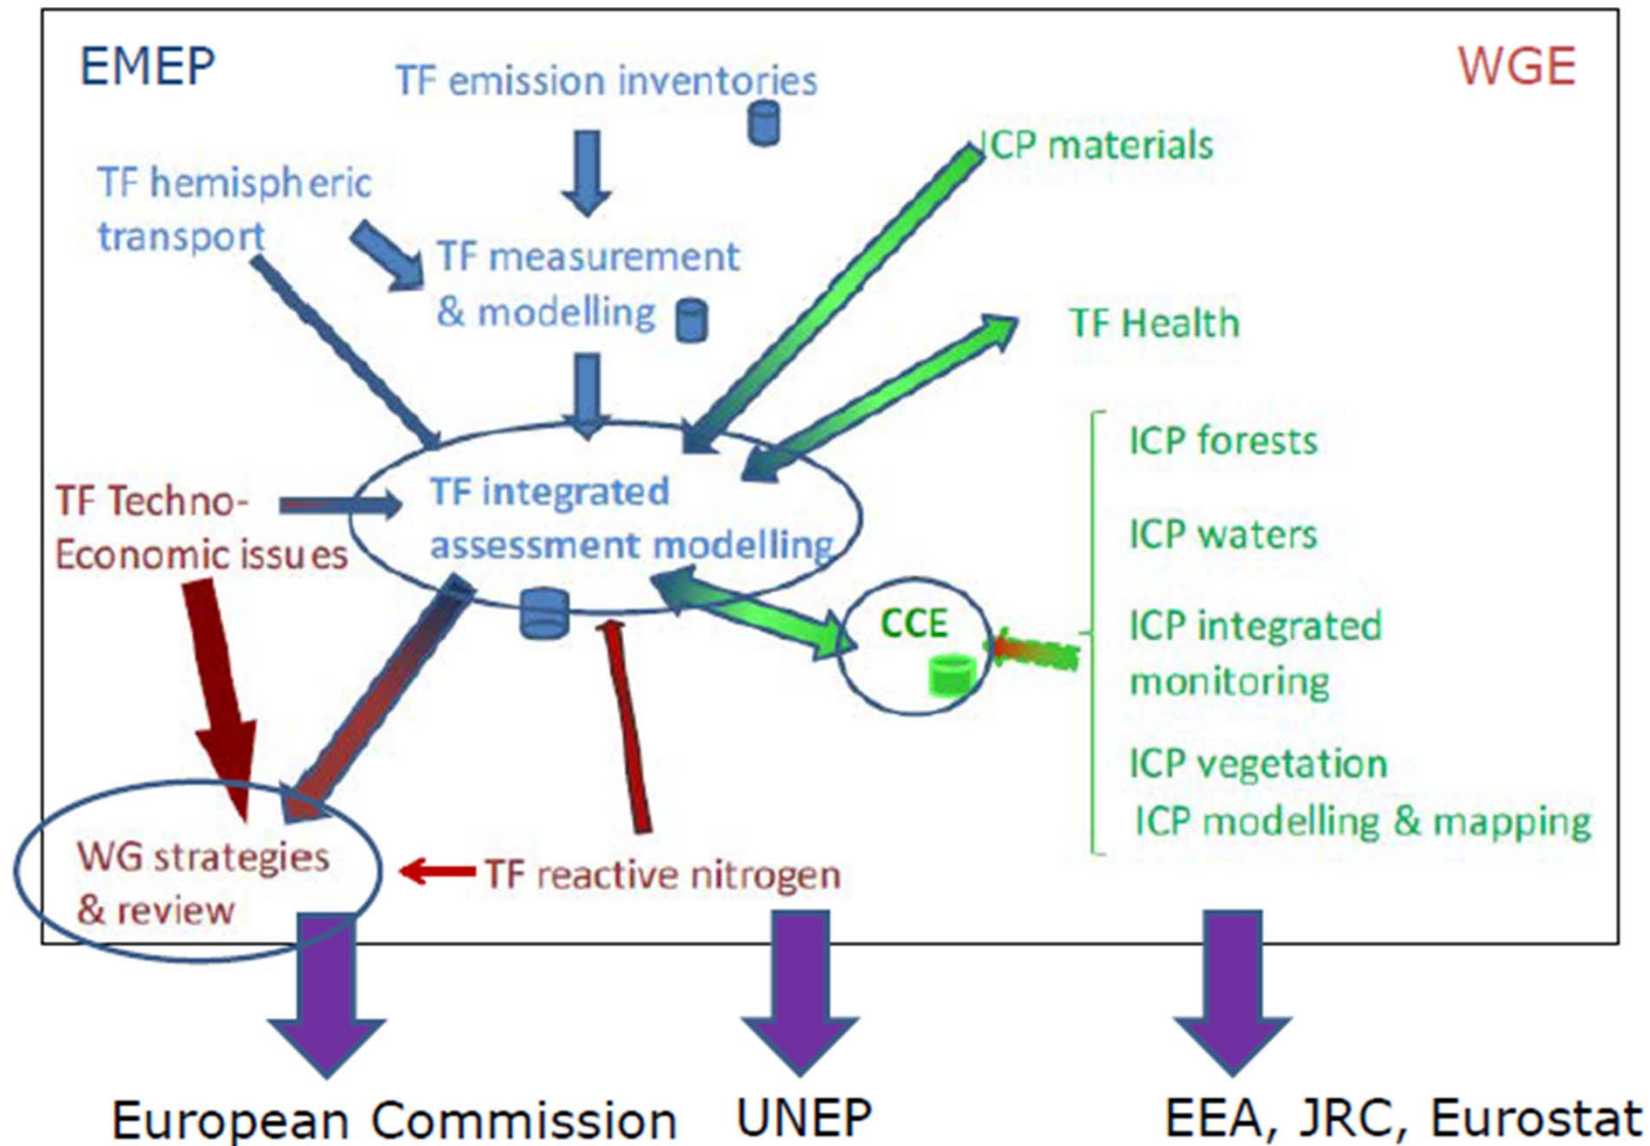 EMEP
WGE
TF emission inventories
ICP materials
TF hemispheric
transport
TF measurement
& modelling
TF Health
ICP forests
TF integrated
assessment modelling
TF Techno-
Economic issues
ICP waters
CCE
ICP integrated
monitoring
ICP vegetation
ICP modelling & mapping
WG strategies
& review
TF reactive nitrogen
European Commission
UNEP
EEA, JRC, Eurostat